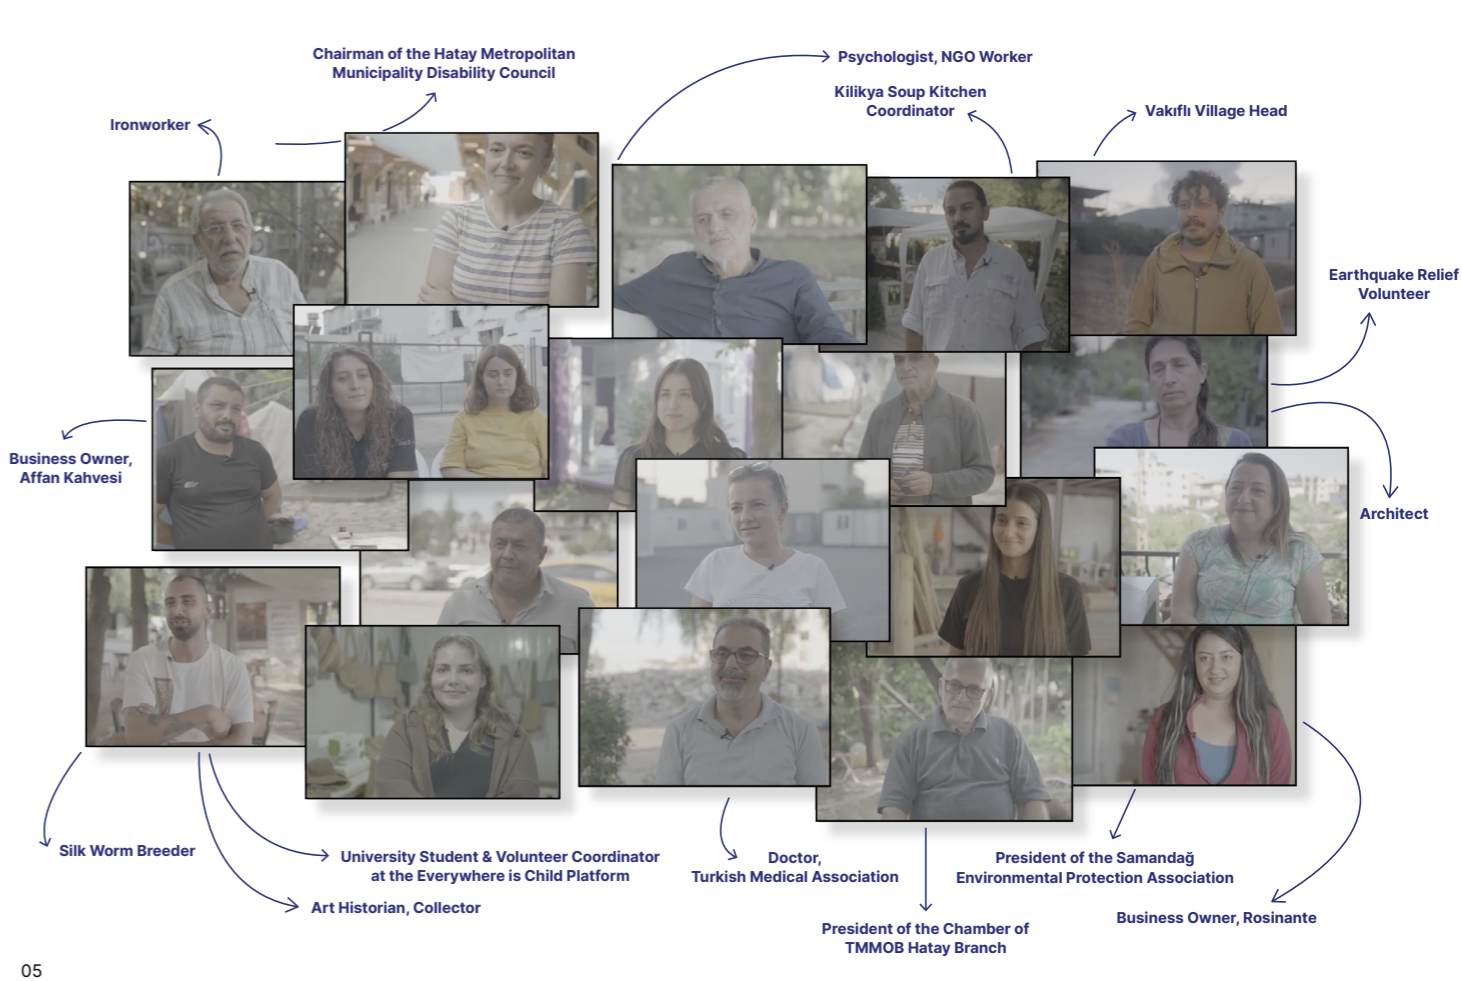 Chairman of the Hatay Metropolitan
Municipality Disability Council
Psychologist, NGO Worker
Kilikya Soup Kitchen
Coordinator
Vakıflı Village Head
Ironworker
Earthquake Relief
Volunteer
Business Owner,
Affan Kahvesi
Architect
Silk Worm Breeder
University Student & Volunteer Coordinator
at the Everywhere is Child Platform
Art Historian, Collector
Doctor,
Turkish Medical Association
President of the Chamber of
TMMOB Hatay Branch
President of the Samandağ
Environmental Protection Association
Business Owner, Rosinante
05